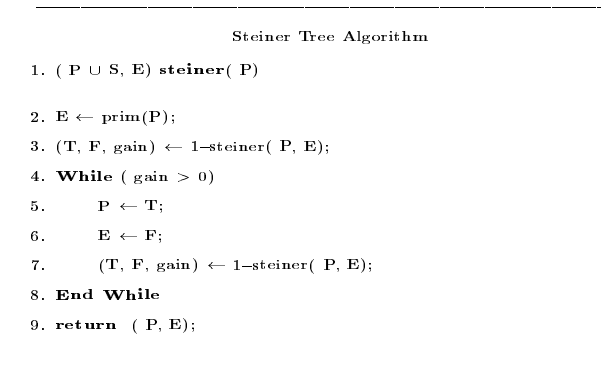 Steiner Tree Algorithm
1. ( P ∪ S, E) steiner( P)
2. E ← prim(P);
3. (T, F, gain) ← 1–steiner( P, E);
4. While ( gain > 0)
5. P ← T;
6. E ← F;
7. (T, F, gain) ← 1–steiner( P, E);
8. End While
9. return ( P, E);